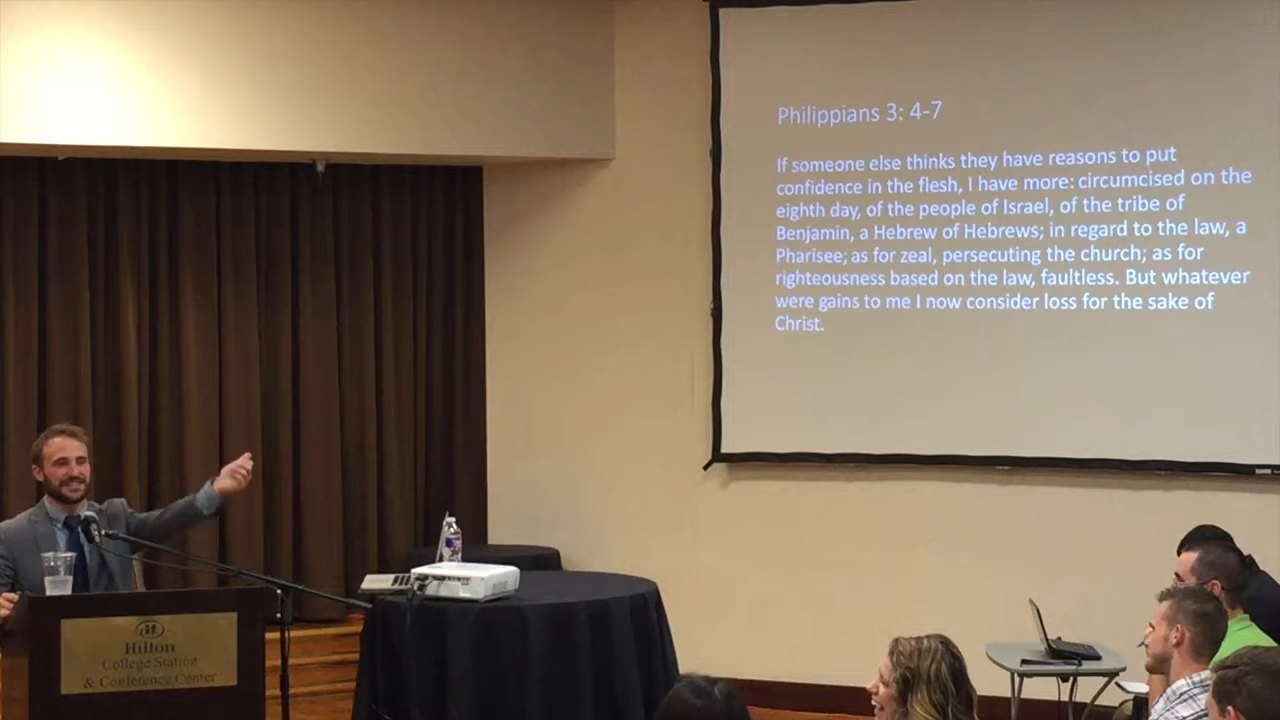 Philippians 3: 4-7
If someone else thinks they have reasons to put
confidence in the flesh, I have more: circumcised on the
eighth day, of the people of Israel, of the tribe of
Benjamin, a Hebrew of Hebrews; in regard to the law, a
Pharisee; as for zeal, persecuting the church; as for
righteousness based on the law, faultless. But whatever
were gains to me I now consider loss for the sake of
Christ.
Hilton
College Station
& Conference Center